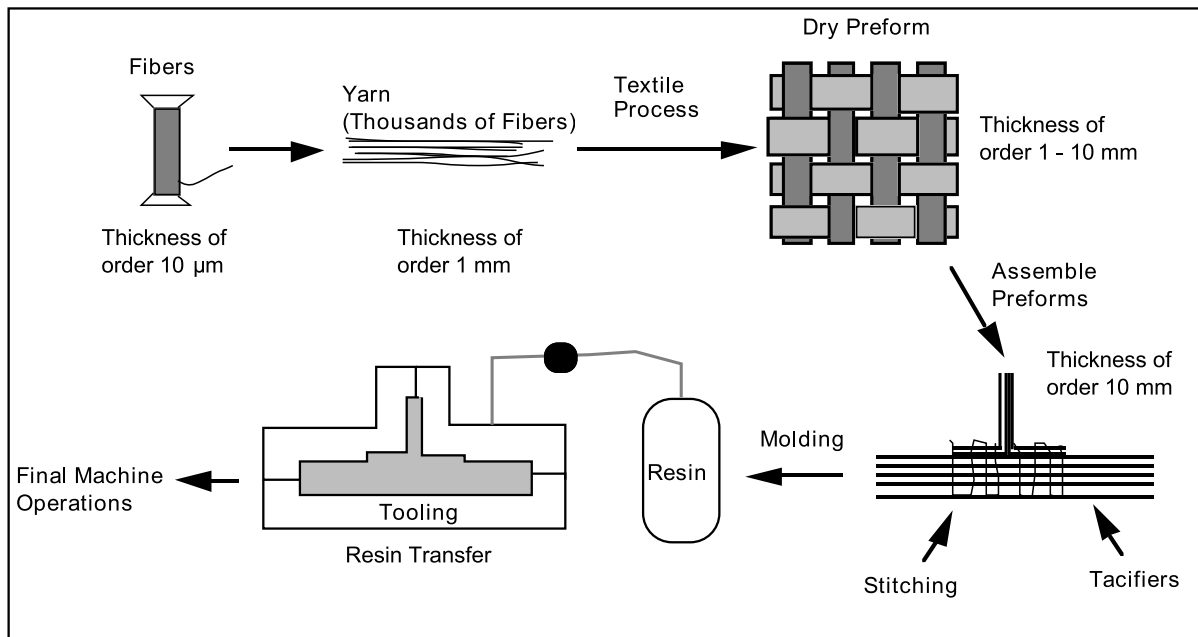 Fibers
Thickness of
order 10 µm
Yarn
(Thousands of Fibers)
Thickness of
order 1 mm
Textile
Process
Dry Preform
Thickness of
order 1 - 10 mm
Assemble
Preforms
Thickness of
order 10 mm
Stitching
Tacifiers
Molding
Resin
Tooling
Resin Transfer
Final Machine
Operations